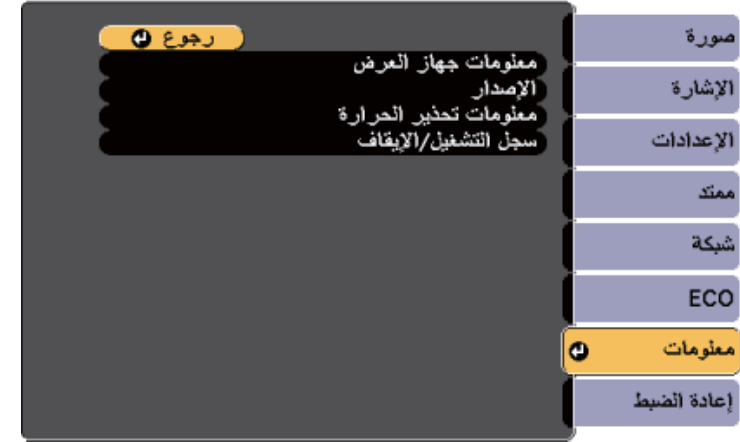 صورة
الإشارة
الإعدادات
ممتد
شبكة
ECO
معلومات
إعادة الضبط
رجوع
معلومات جهاز العرض
الإصدار
معلومات تحذير الحرارة
سجل التشغيل/الإيقاف